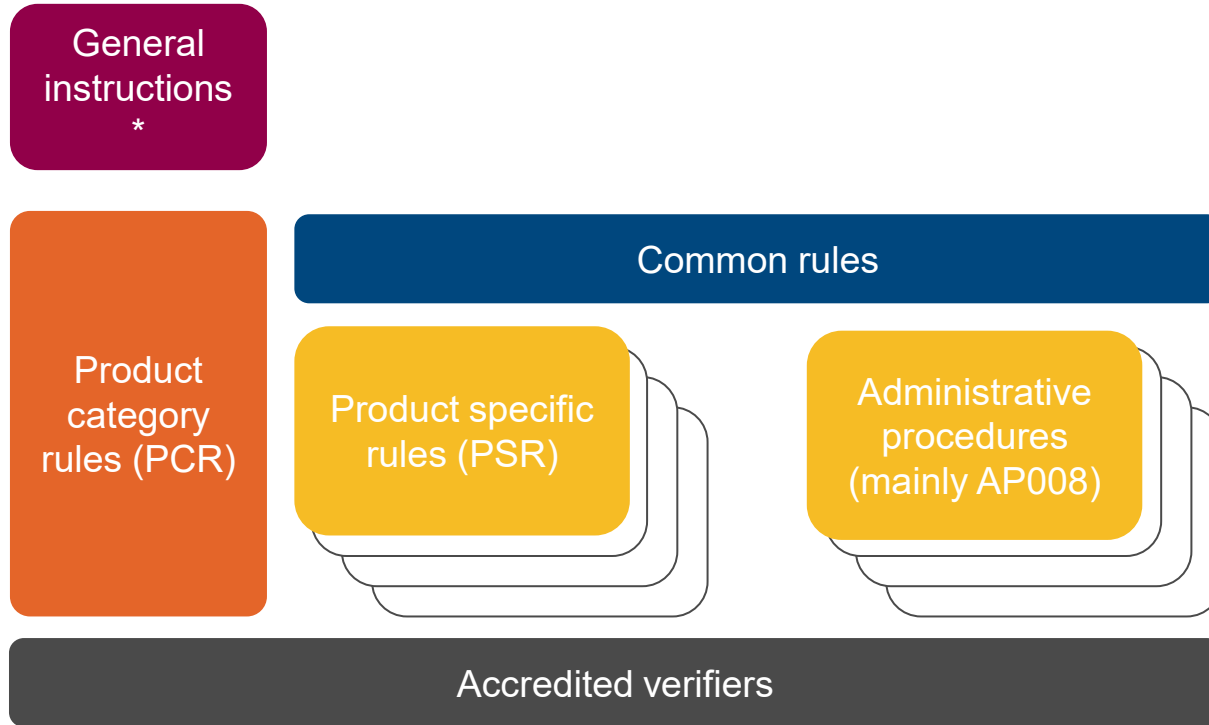 General
instructions
*
Common rules
Product
category
rules (PCR)
Product specific
rules (PSR)
Administrative
procedures
(mainly AP008)
Accredited verifiers